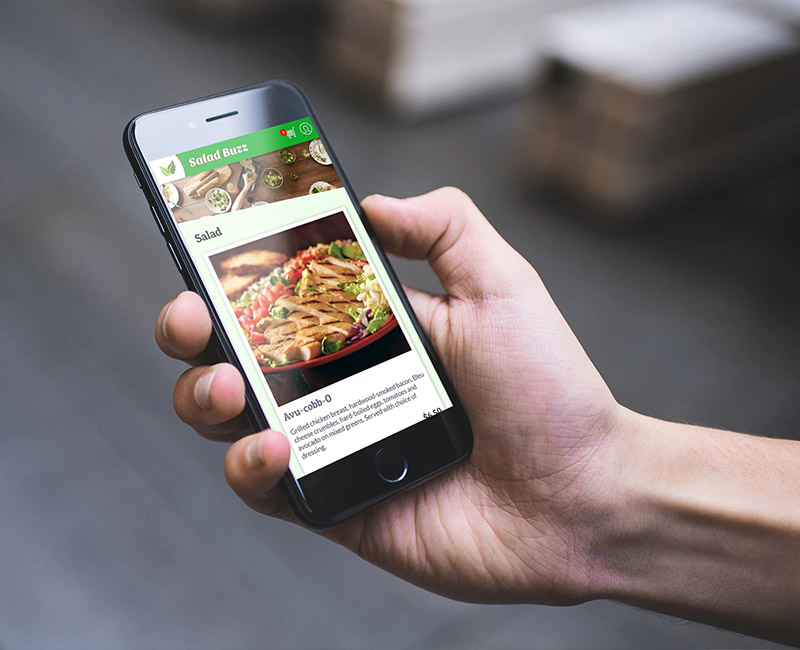 Salad Buzz
Salad
Avu-cobb-O
Grilled chicken breast, hardwood-smoked bacon, Bleu
cheese crumbles, hard-boiled eggs, tomatoes and
avocado on mixed greens. Served with choice of
dressing.
$6.50